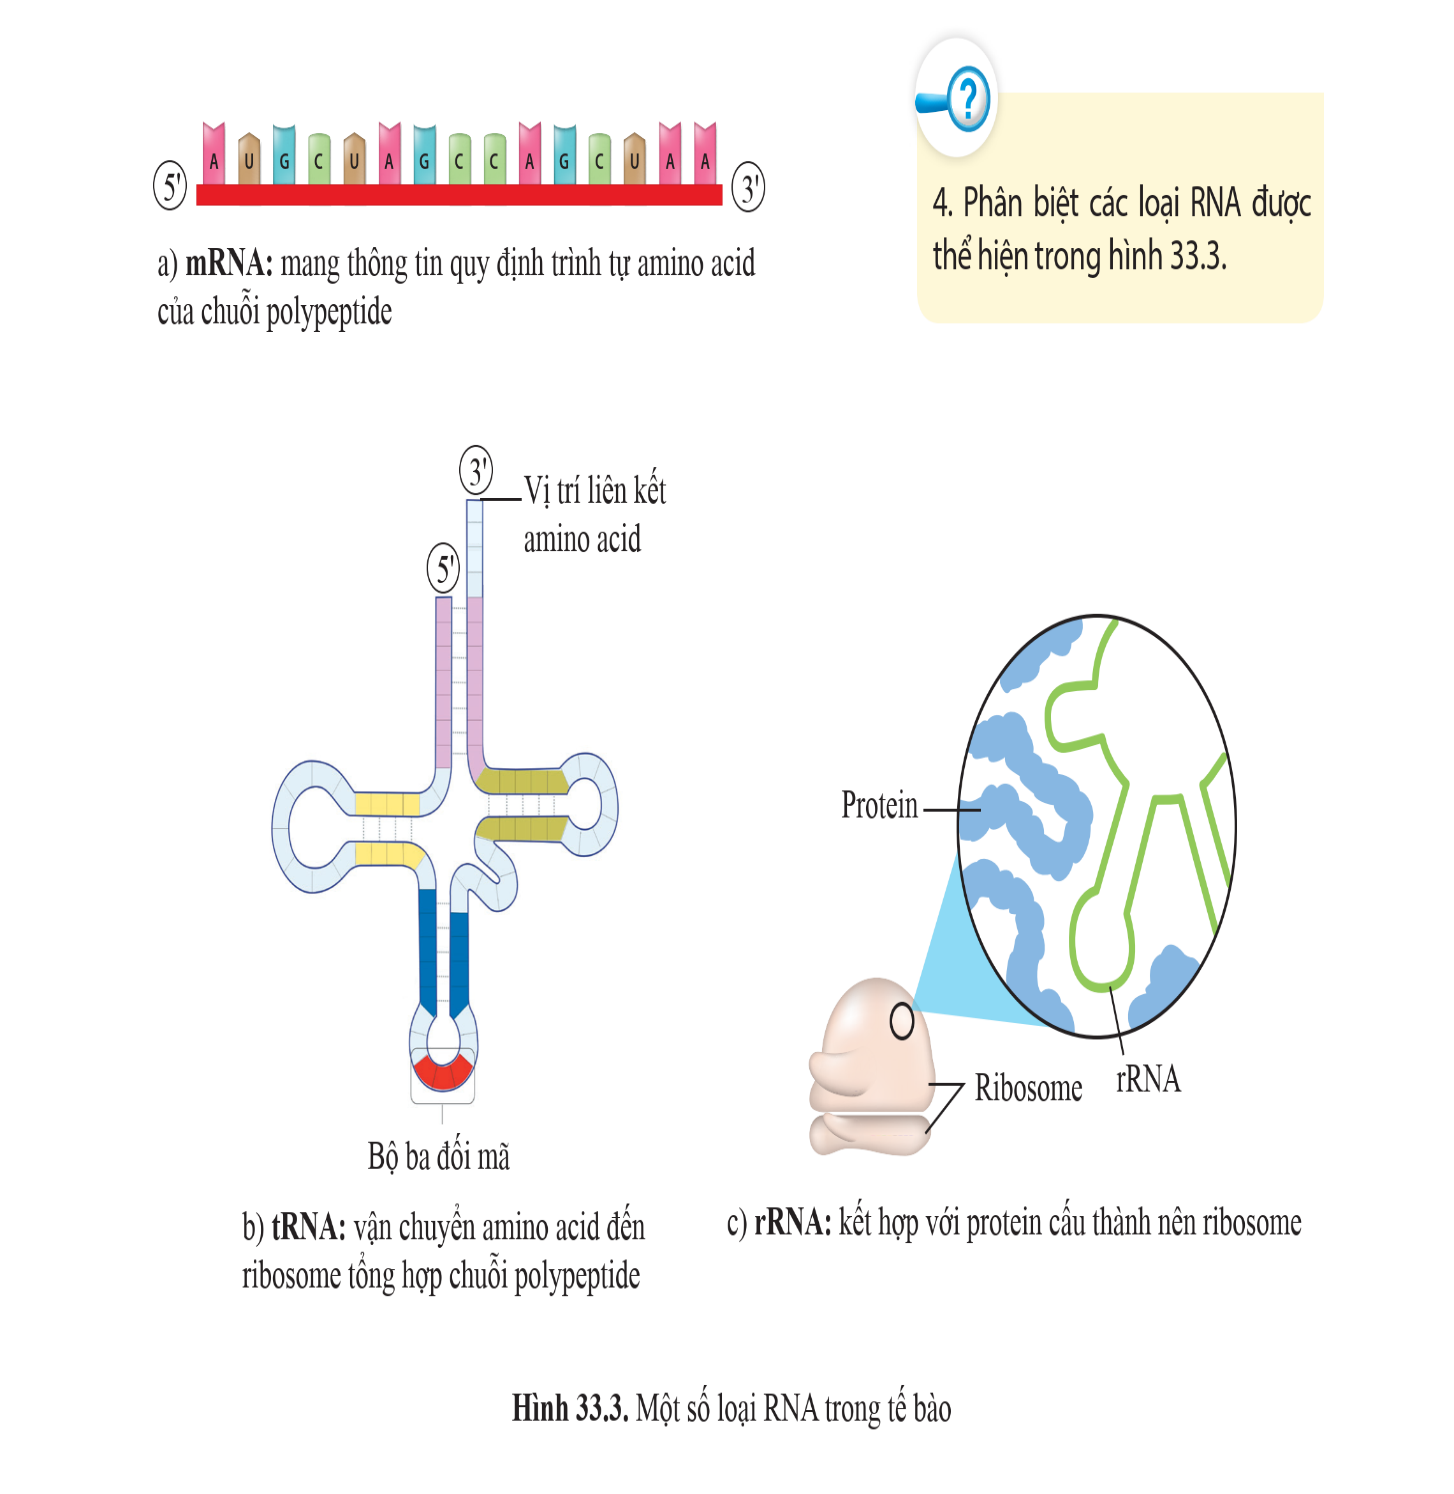 A U G C U A G C C A G C U A A
5' 3'
a) mRNA: mang thông tin quy định trình tự amino acid
của chuỗi polypeptide
?
4. Phân biệt các loại RNA được
thể hiện trong hình 33.3.
3'
Vị trí liên kết
amino acid
5'
Bộ ba đối mã
b) tRNA: vận chuyển amino acid đến
ribosome tổng hợp chuỗi polypeptide
Protein
Ribosome
rRNA
c) rRNA: kết hợp với protein cấu thành nên ribosome
Hình 33.3. Một số loại RNA trong tế bào